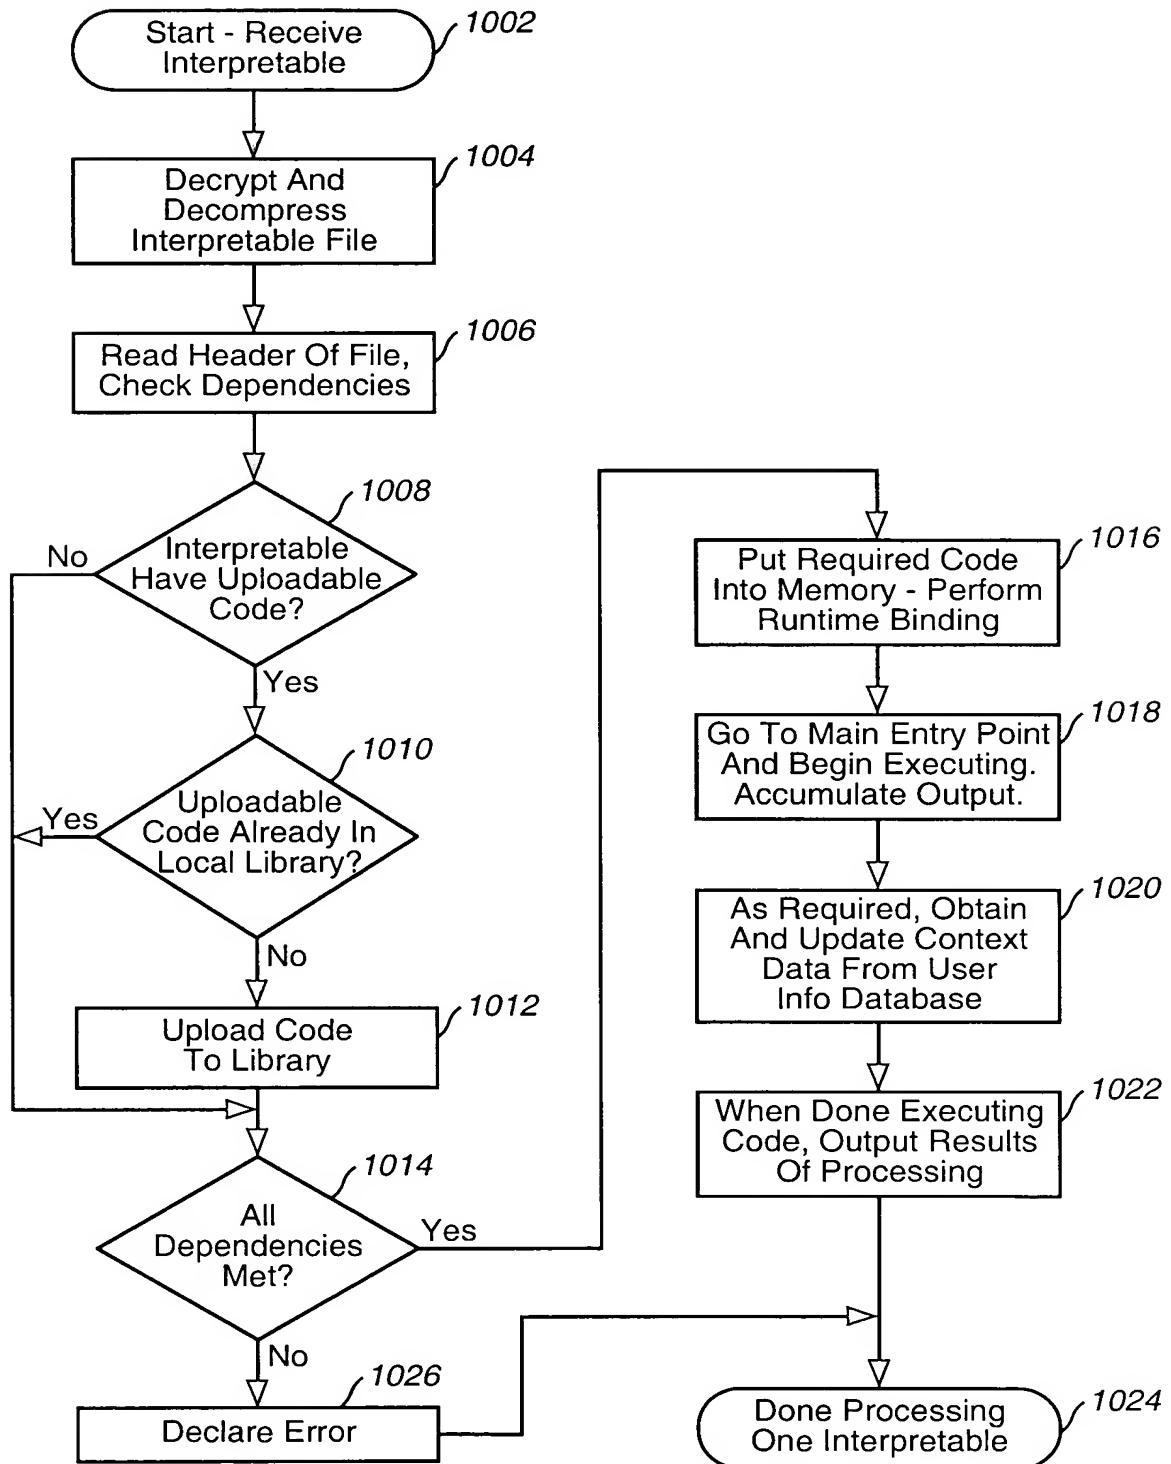 Start - Receive
Interpretable
1002
Decrypt And
Decompress
Interpretable File
1004
Read Header Of File,
Check Dependencies
1006
Interpretable
Have Uploadable
Code?
1008
No
Yes
Uploadable
Code Already In
Local Library?
1010
Yes
No
Upload Code
To Library
1012
All
Dependencies
Met?
1014
Yes
No
Declare Error
1026
Put Required Code
Into Memory - Perform
Runtime Binding
1016
Go To Main Entry Point
And Begin Executing.
Accumulate Output.
1018
As Required, Obtain
And Update Context
Data From User
Info Database
1020
When Done Executing
Code, Output Results
Of Processing
1022
Done Processing
One Interpretable
1024